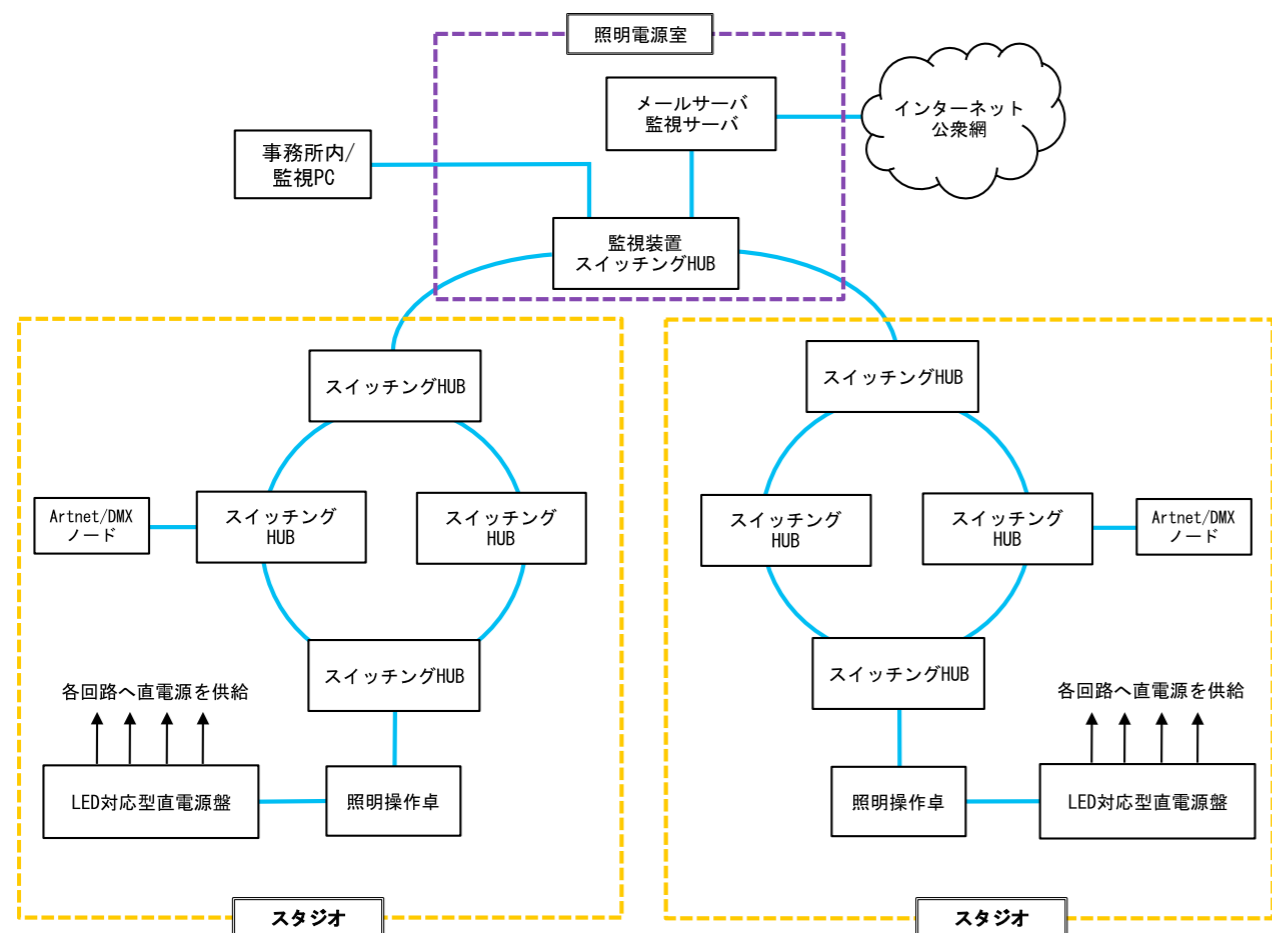 照明電源室
メールサーバ
監視サーバ
インターネット
公衆網
事務所内/
監視PC
監視装置
スイッチングHUB
スイッチングHUB
スイッチング
HUB
スイッチング
HUB
Artnet/DMX
ノード
スイッチングHUB
各回路へ直電源を供給
LED対応型直電源盤
照明操作卓
スタジオ
スイッチングHUB
スイッチング
HUB
スイッチング
HUB
Artnet/DMX
ノード
スイッチングHUB
各回路へ直電源を供給
照明操作卓
LED対応型直電源盤
スタジオ